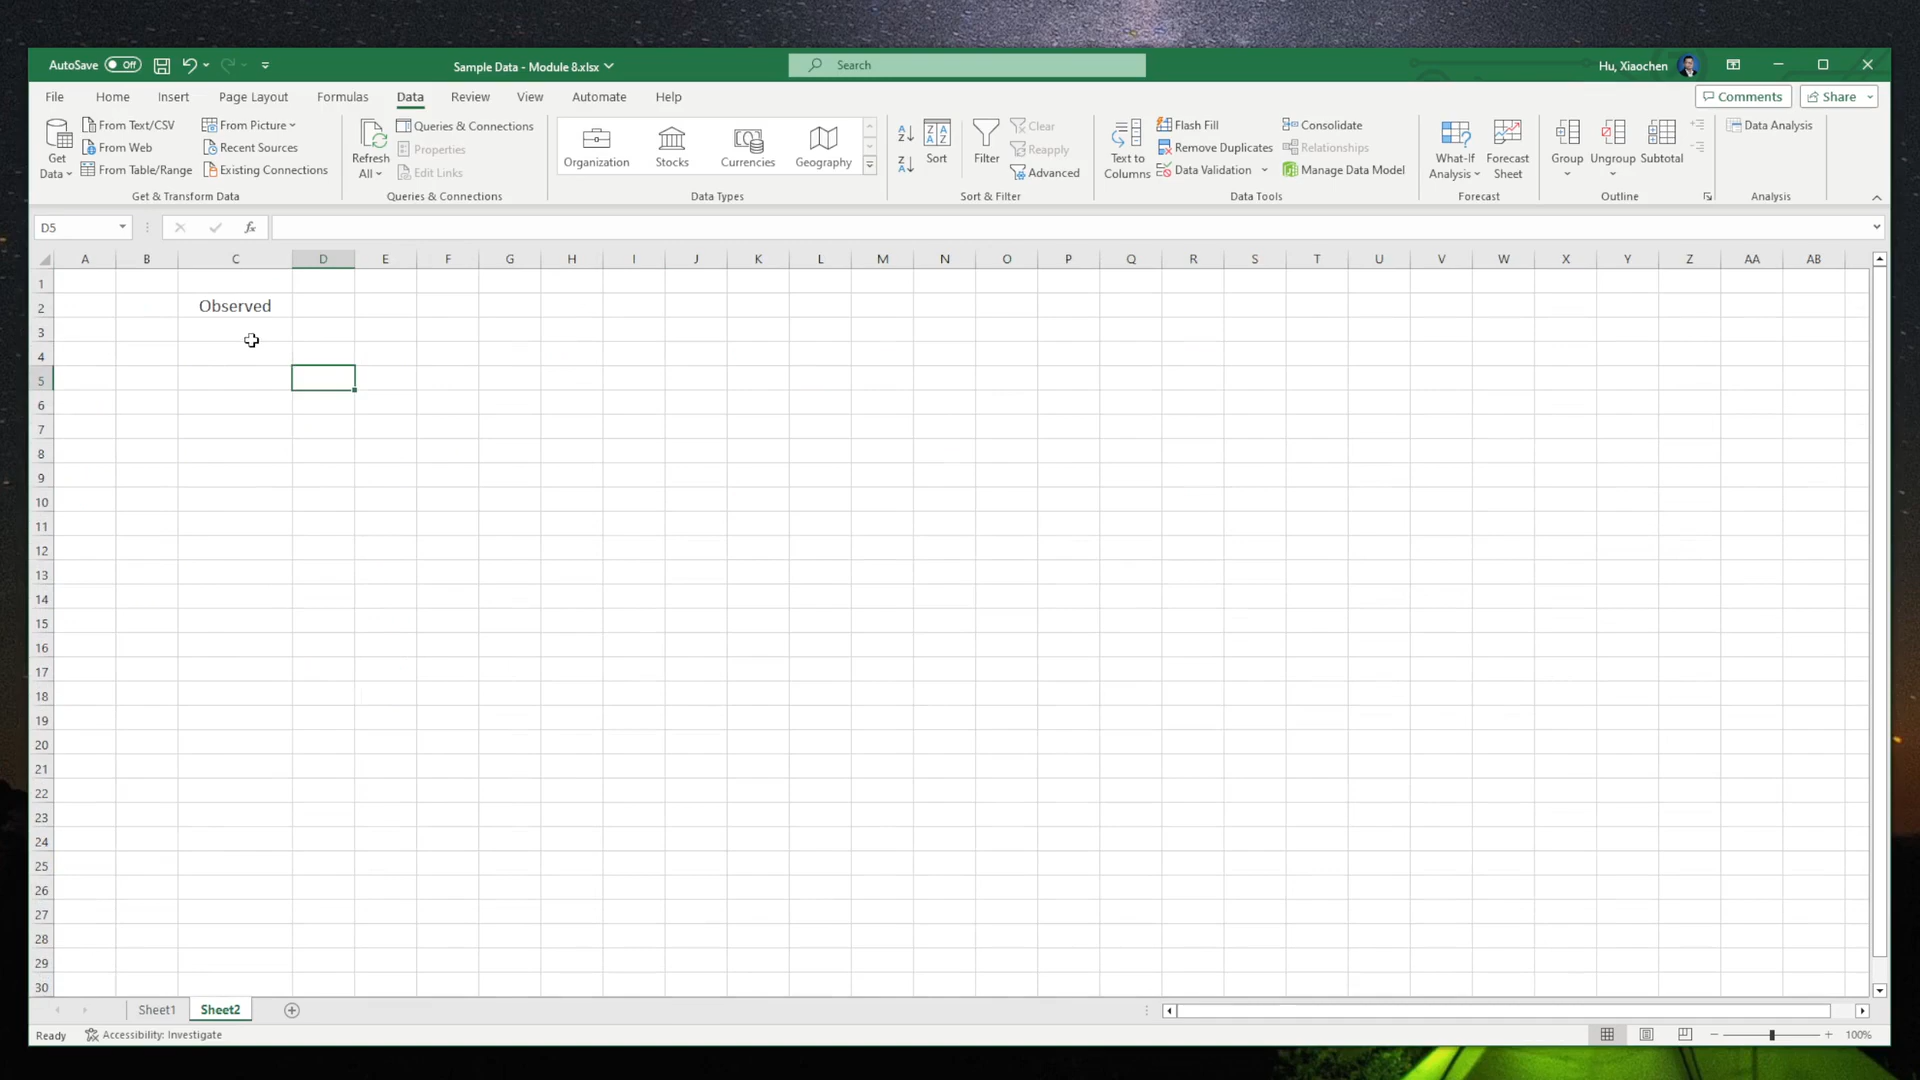 AutoSave Off Sample Data - Module 8.xlsx Search Hu, Xiaochen
File Home Insert Page Layout Formulas Data Review View Automate Help Comments Share
Get Data
From Text/CSV
From Web
From Table/Range
From Picture
Recent Sources
Existing Connections
Get & Transform Data
Refresh All
Queries & Connections
Properties
Edit Links
Queries & Connections
Organization Stocks Currencies Geography
Data Types
Sort
Filter
Clear
Reapply
Advanced
Sort & Filter
Text to Columns
Flash Fill
Remove Duplicates
Data Validation
Consolidate
Relationships
Manage Data Model
Data Tools
What-If Analysis
Forecast Sheet
Forecast
Group Ungroup Subtotal
Outline
Data Analysis
Analysis
D5 fx
A B C D E F G H I J K L M N O P Q R S T U V W X Y Z AA AB
1
2 Observed
3
4
5
6
7
8
9
10
11
12
13
14
15
16
17
18
19
20
21
22
23
24
25
26
27
28
29
30
Sheet1 Sheet2
Ready Accessibility: Investigate 100%